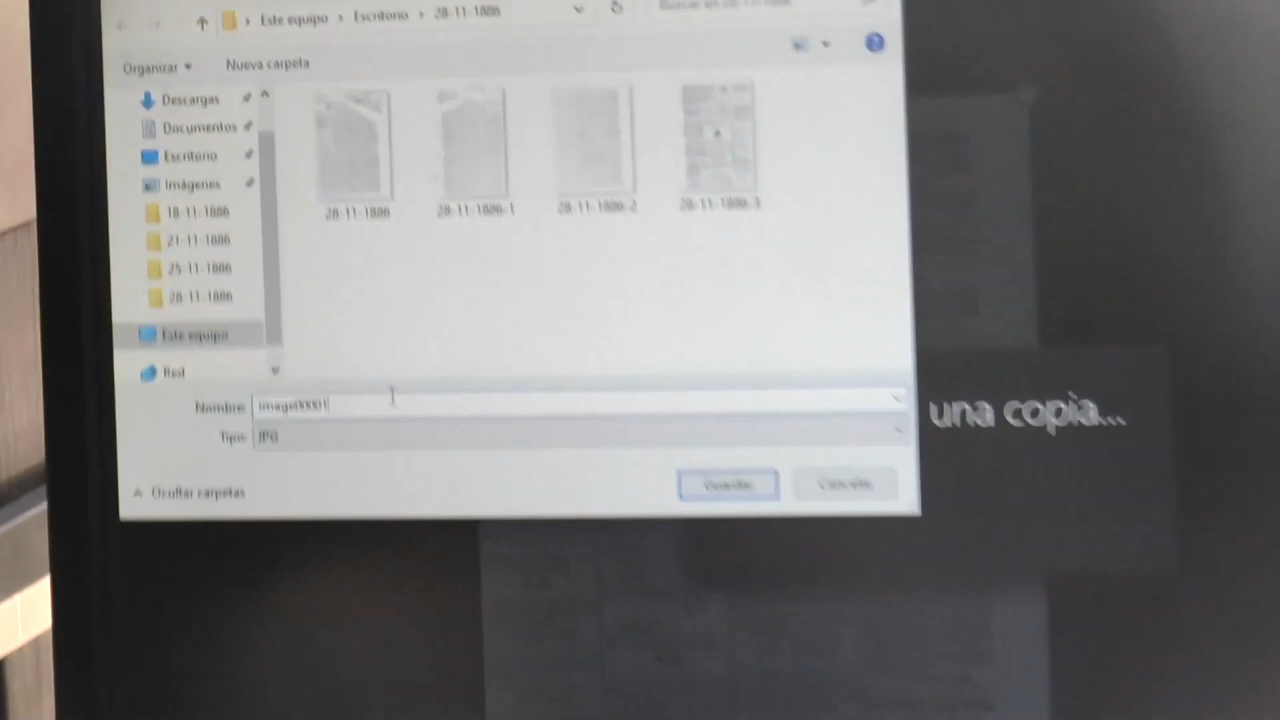 Este equipo > Escritorio > 28-11-1886
Organizar
Nueva carpeta
Descargas
Documentos
Escritorio
Imágenes
18-11-1886
21-11-1886
25-11-1886
28-11-1886
Este equipo
Red
28-11-1886
28-11-1886-1
28-11-1886-2
28-11-1886-3
Nombre: image00001
Tipo: JPG
Ocultar carpetas
Guardar
Cancelar
una copia...